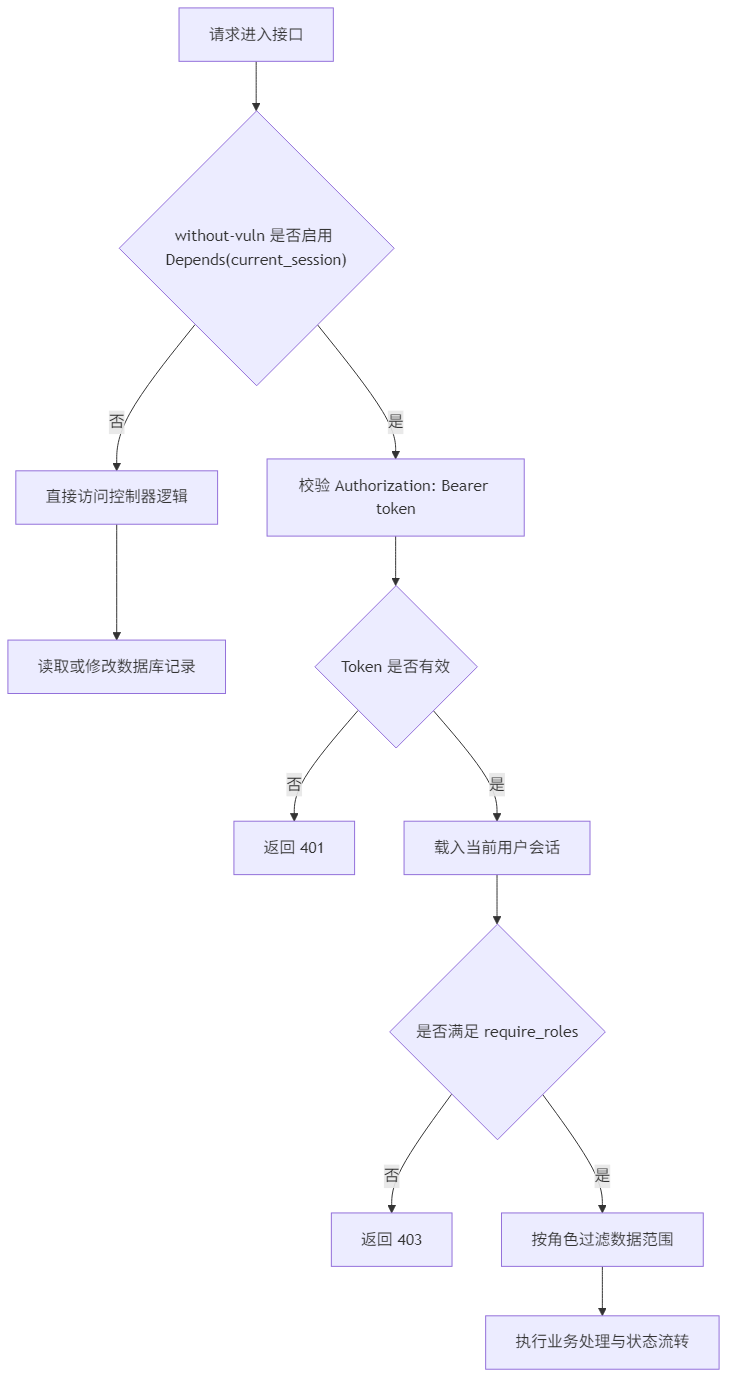 请求进入接口
without-vuln 是否启用
Depends(current_session)
否
是
直接访问控制器逻辑
校验 Authorization: Bearer
token
读取或修改数据库记录
Token 是否有效
否
是
返回 401
载入当前用户会话
是否满足 require_roles
否
是
返回 403
按角色过滤数据范围
执行业务处理与状态流转